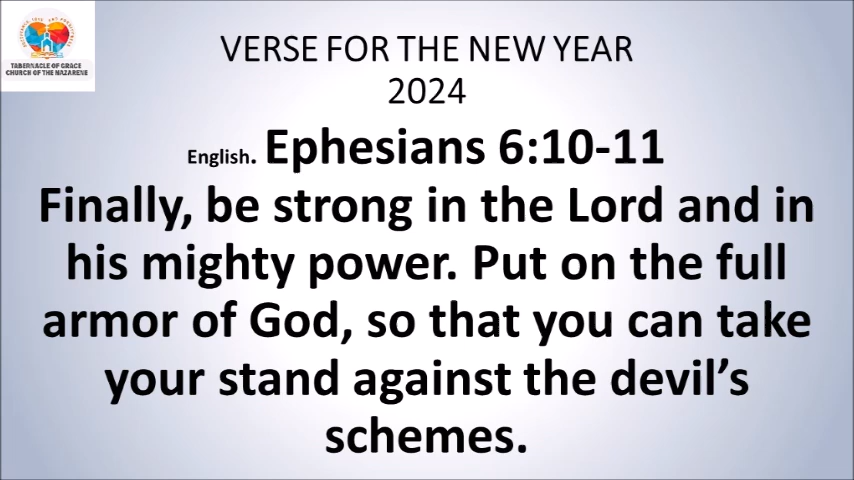 TABERNACLE OF GRACE
CHURCH OF THE NAZARENE
VERSE FOR THE NEW YEAR
2024
English. Ephesians 6:10-11
Finally, be strong in the Lord and in
his mighty power. Put on the full
armor of God, so that you can take
your stand against the devil’s
schemes.